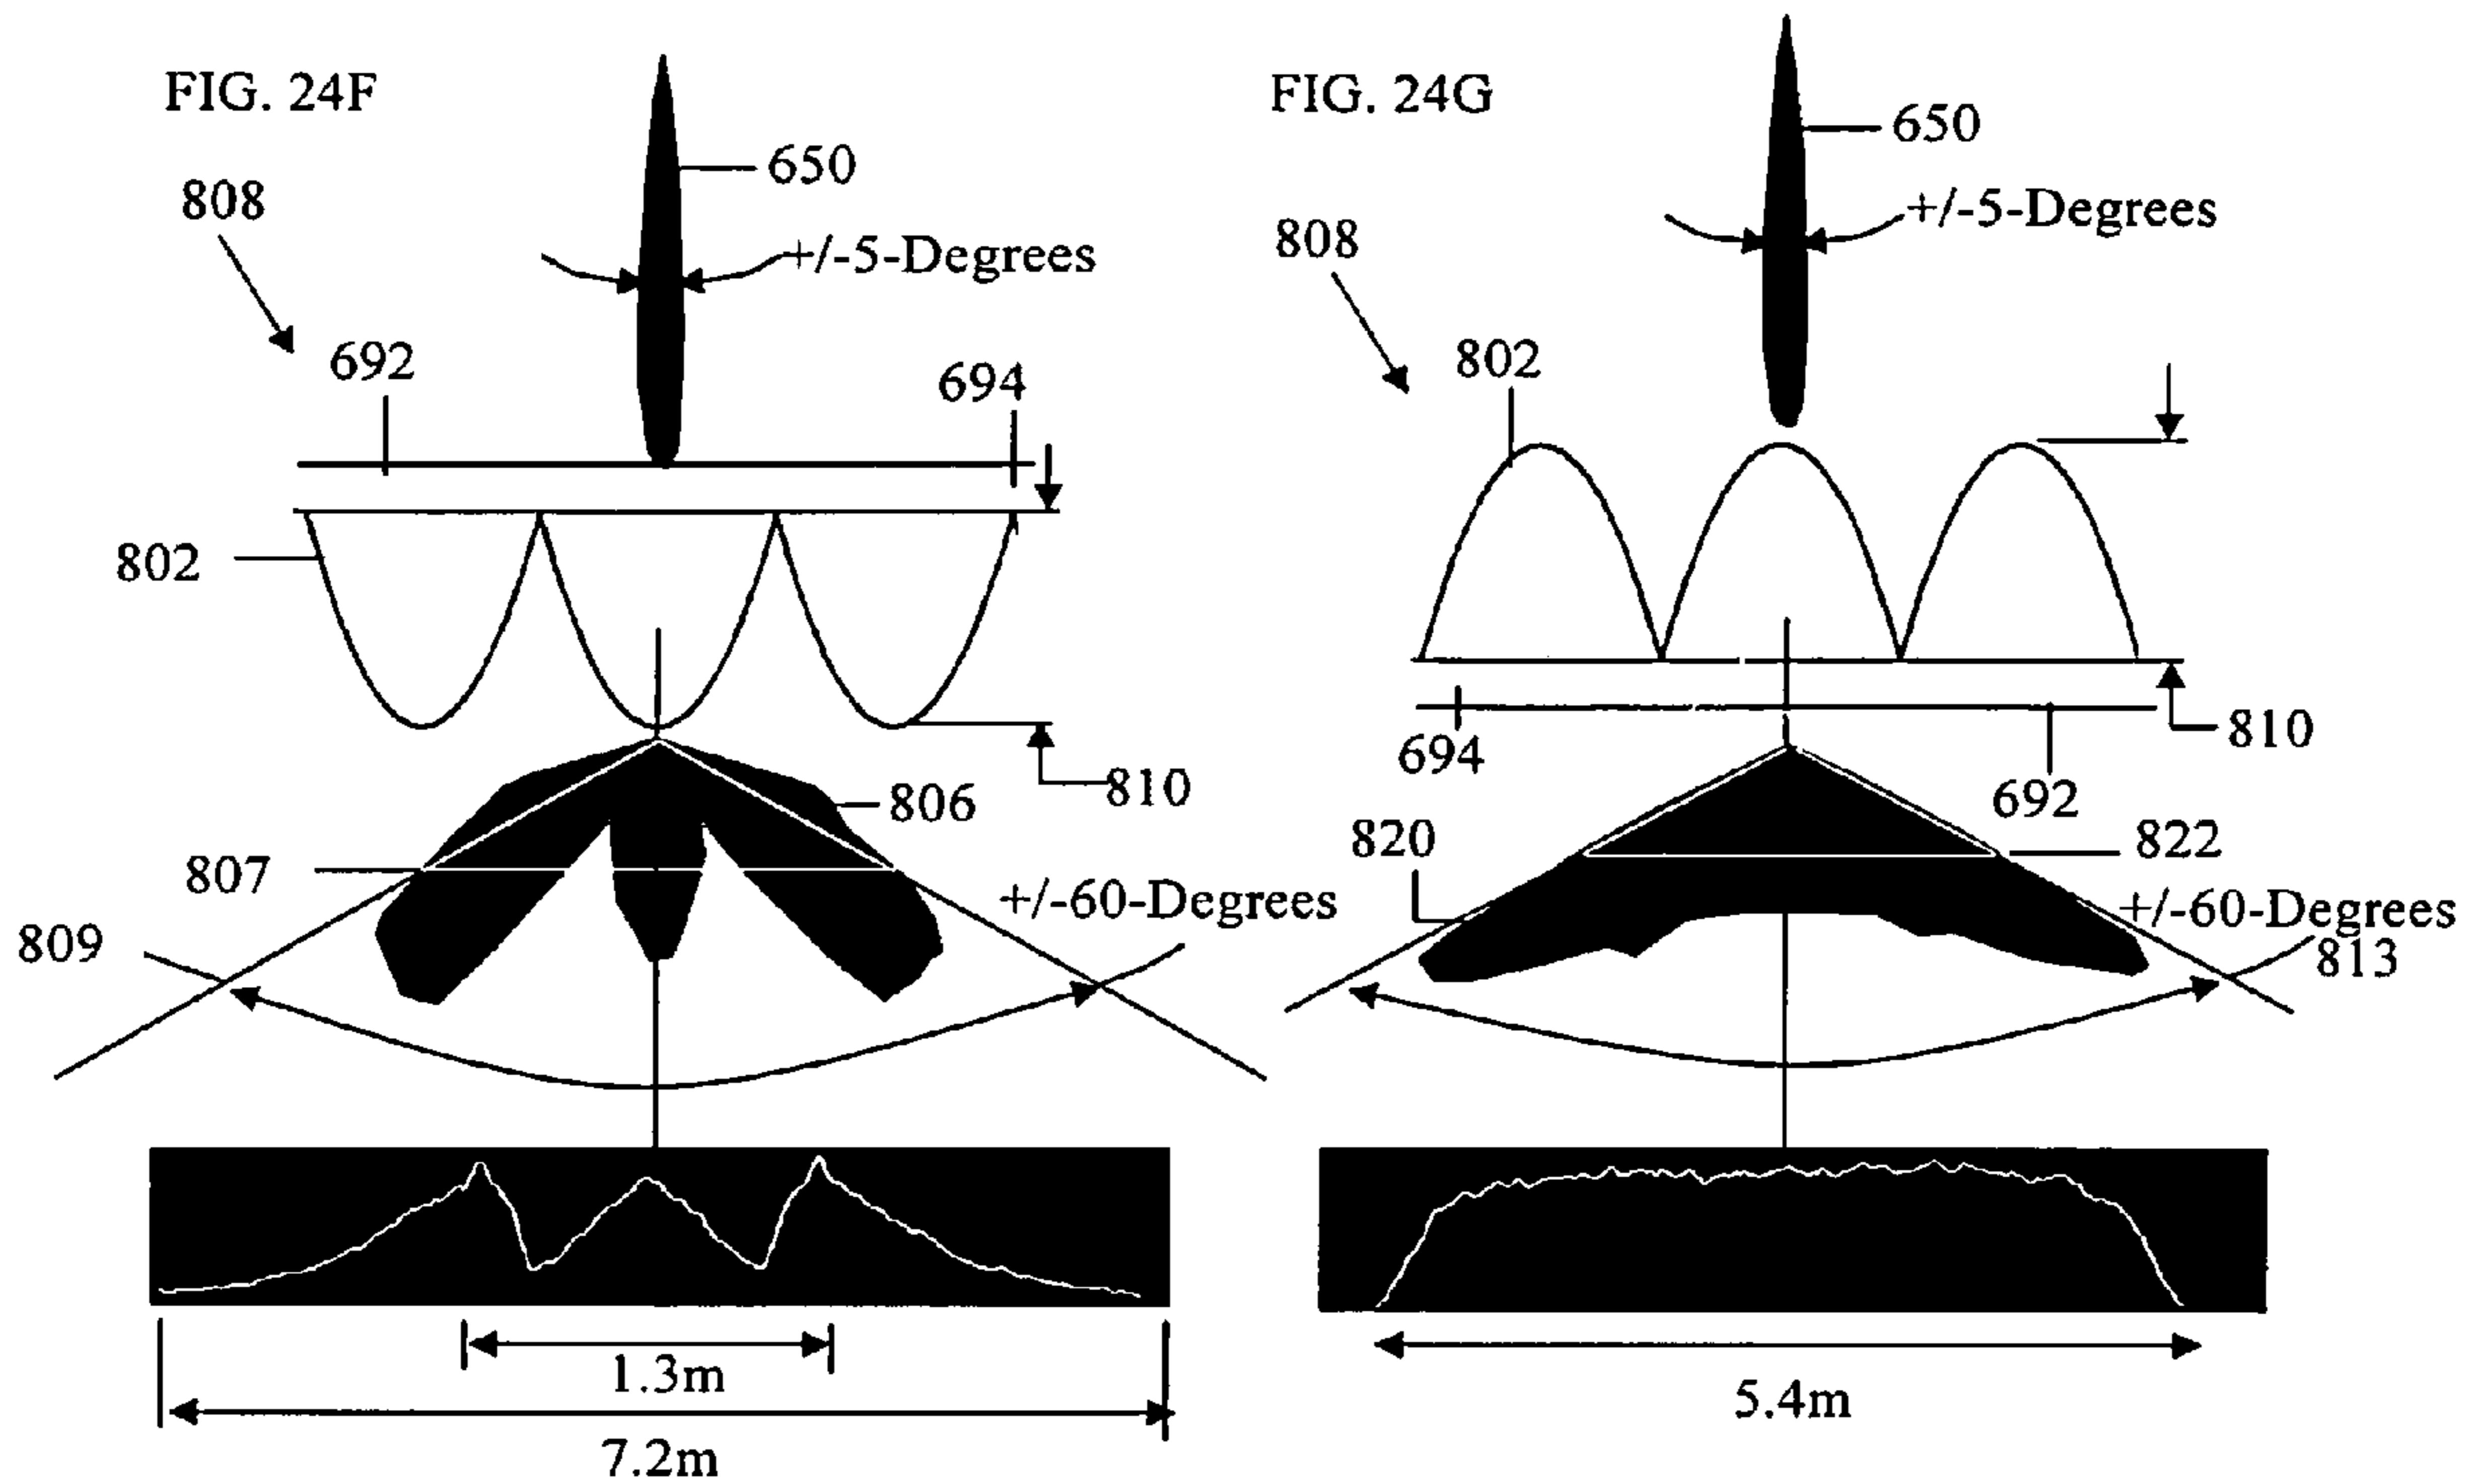 FIG. 24F
650
808
+/-5-Degrees
692
694
802
810
806
807
+/-60-Degrees
809
1.3m
7.2m
FIG. 24G
650
+/-5-Degrees
808
802
810
694
692
820
822
+/-60-Degrees
813
5.4m